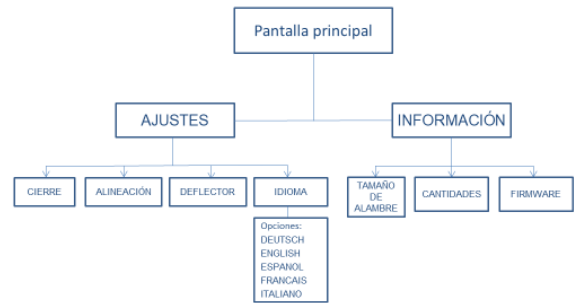 Pantalla principal
AJUSTES
INFORMACIÓN
CIERRE
ALINEACIÓN
DEFLECTOR
IDIOMA
TAMAÑO
DE
ALAMBRE
CANTIDADES
FIRMWARE
Opciones:
DEUTSCH
ENGLISH
ESPANOL
FRANCAIS
ITALIANO